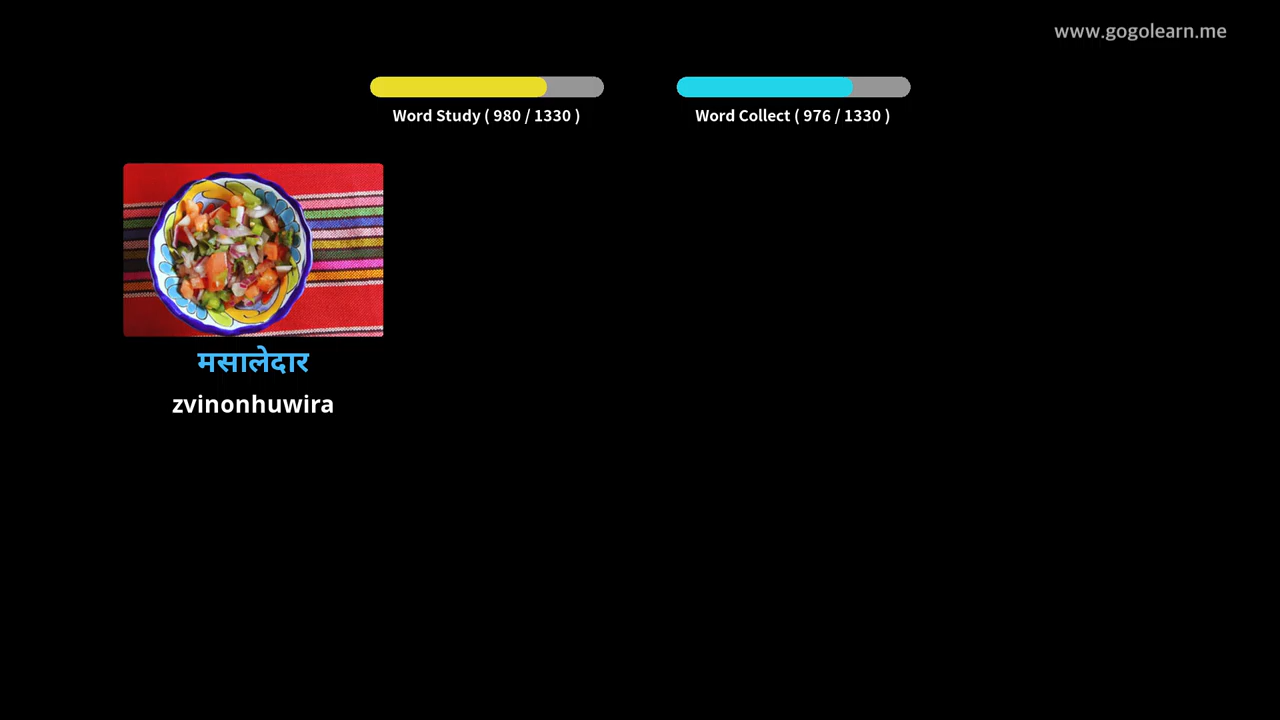 www.gogolearn.me
Word Study ( 980 / 1330 )
Word Collect ( 976 / 1330 )
मसालेदार
zvinonhuwira